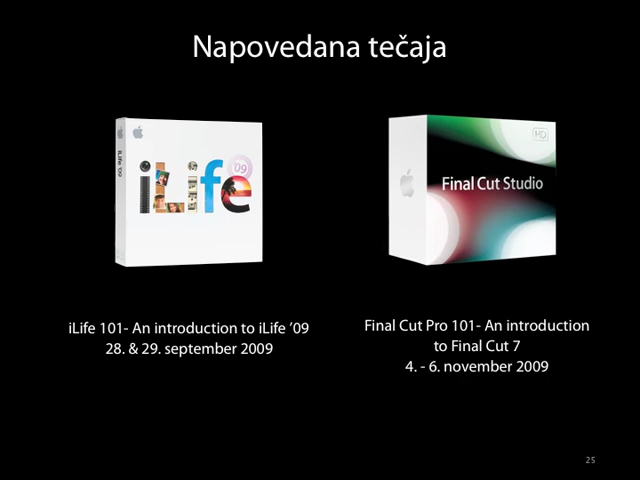 Napovedana tečaja
iLife '09
iLife '09
HD
Final Cut Studio
iLife 101- An introduction to iLife ’09
28. & 29. september 2009
Final Cut Pro 101- An introduction
to Final Cut 7
4. - 6. november 2009
25